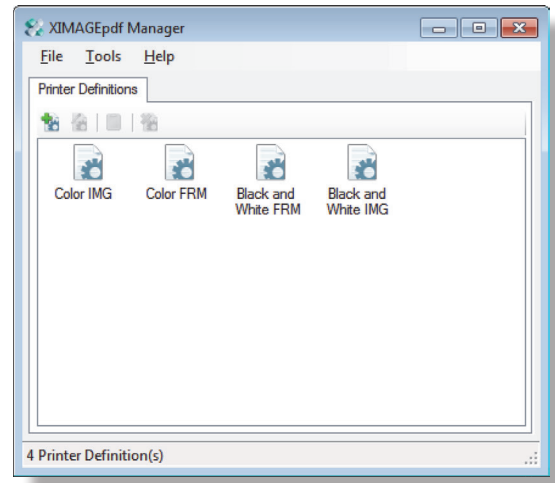 XIMAGEpdf Manager
File Tools Help
Printer Definitions
Color IMG Color FRM Black and White FRM Black and White IMG
4 Printer Definition(s)